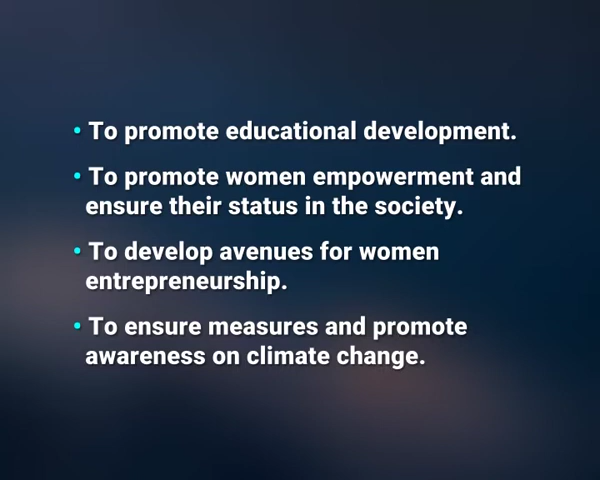 • To promote educational development.
• To promote women empowerment and
ensure their status in the society.
• To develop avenues for women
entrepreneurship.
• To ensure measures and promote
awareness on climate change.